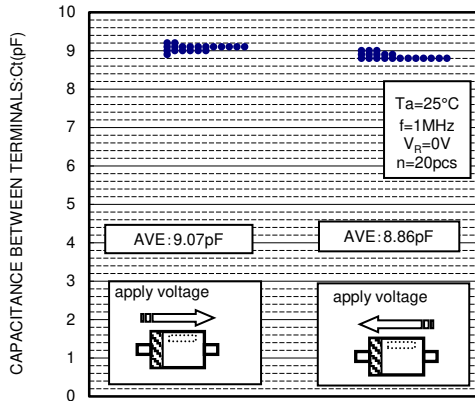 CAPACITANCE BETWEEN TERMINALS:Ct(pF)
10
9
8
7
6
5
4
3
2
1
0
Ta=25°C
f=1MHz
VR=0V
n=20pcs
AVE:9.07pF
AVE:8.86pF
apply voltage
apply voltage